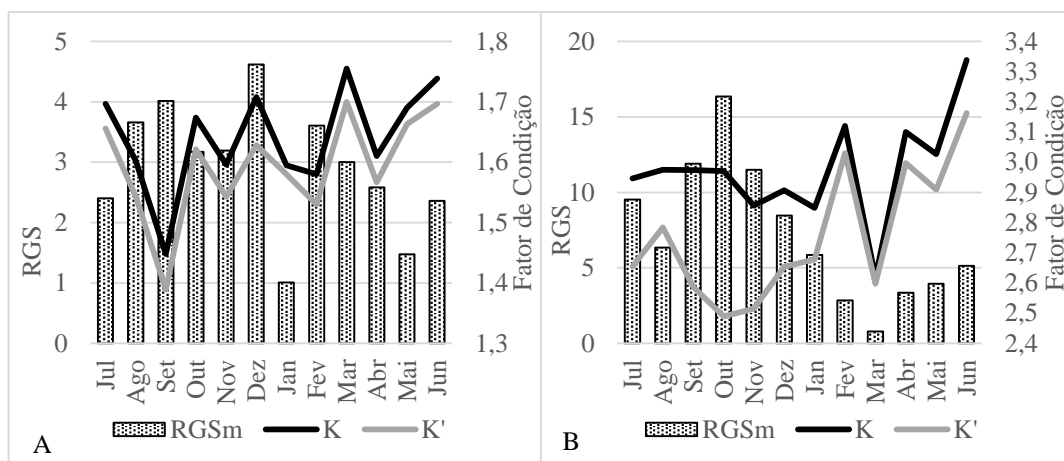 5
4
3
2
1
0
RGS
1,8
1,7
1,6
1,5
1,4
1,3
Fator de Condição
Jul
Ago
Set
Out
Nov
Dez
Jan
Fev
Mar
Abr
Mai
Jun
RGSm K K'
A
20
15
10
5
0
RGS
3,4
3,3
3,2
3,1
3,0
2,9
2,8
2,7
2,6
2,5
2,4
Fator de Condição
Jul
Ago
Set
Out
Nov
Dez
Jan
Fev
Mar
Abr
Mai
Jun
RGSm K K'
B